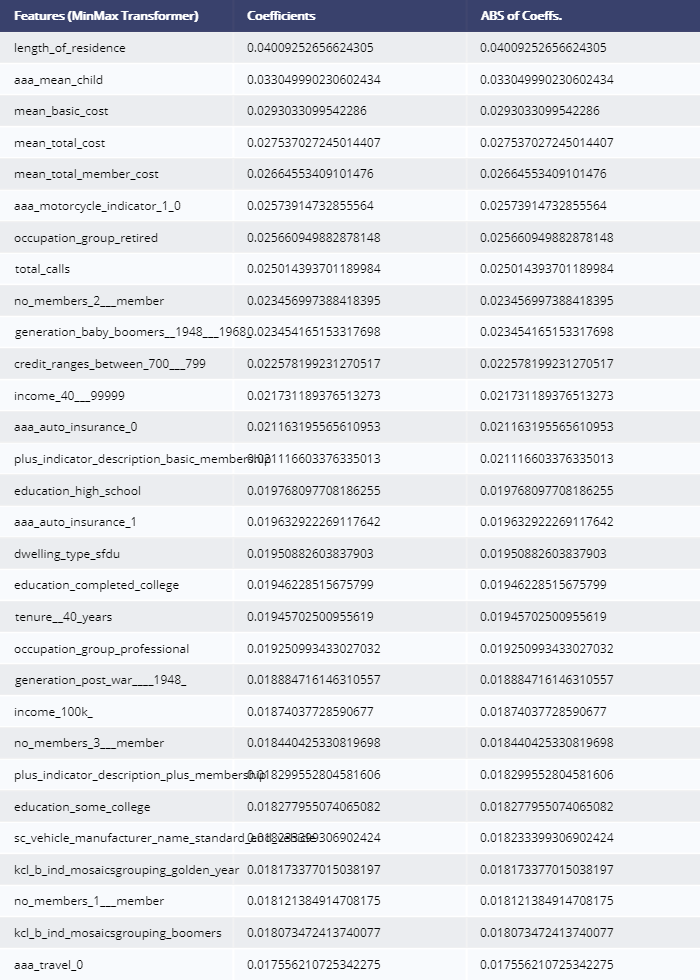 Features (MinMax Transformer) Coefficients ABS of Coeffs.
length_of_residence 0.04009252656624305 0.04009252656624305
aaa_mean_child 0.033049990230602434 0.033049990230602434
mean_basic_cost 0.0293033099542286 0.0293033099542286
mean_total_cost 0.027537027245014407 0.027537027245014407
mean_total_member_cost 0.02664553409101476 0.02664553409101476
aaa_motorcycle_indicator_1_0 0.02573914732855564 0.02573914732855564
occupation_group_retired 0.025660949882878148 0.025660949882878148
total_calls 0.025014393701189984 0.025014393701189984
no_members_2___member 0.023456997388418395 0.023456997388418395
generation_baby_boomers__1948___1968_ 0.023454165153317698 0.023454165153317698
credit_ranges_between_700___799 0.022578199231270517 0.022578199231270517
income_40___99999 0.021731189376513273 0.021731189376513273
aaa_auto_insurance_0 0.021163195565610953 0.021163195565610953
plus_indicator_description_basic_membership 0.021116603376335013 0.021116603376335013
education_high_school 0.019768097708186255 0.019768097708186255
aaa_auto_insurance_1 0.019632922269117642 0.019632922269117642
dwelling_type_sfdu 0.01950882603837903 0.01950882603837903
education_completed_college 0.01946228515675799 0.01946228515675799
tenure__40_years 0.01945702500955619 0.01945702500955619
occupation_group_professional 0.019250993433027032 0.019250993433027032
generation_post_war____1948_ 0.018884716146310557 0.018884716146310557
income_100k_ 0.01874037728590677 0.01874037728590677
no_members_3___member 0.018440425330819698 0.018440425330819698
plus_indicator_description_plus_membership 0.018299552804581606 0.018299552804581606
education_some_college 0.018277955074065082 0.018277955074065082
sc_vehicle_manufacturer_name_standard_end_vehicle 0.018233399306902424 0.018233399306902424
kcl_b_ind_mosaicsgrouping_golden_year 0.018173377015038197 0.018173377015038197
no_members_1___member 0.018121384914708175 0.018121384914708175
kcl_b_ind_mosaicsgrouping_boomers 0.018073472413740077 0.018073472413740077
aaa_travel_0 0.017556210725342275 0.017556210725342275